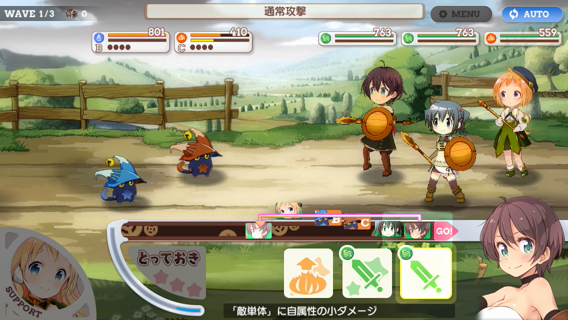 通常攻撃
WAVE 1/3
0
MENU
AUTO
801
B
410
C
763
763
559
B
C
GO!
とっておき
SUPPORT
「敵単体」に自属性の小ダメージ